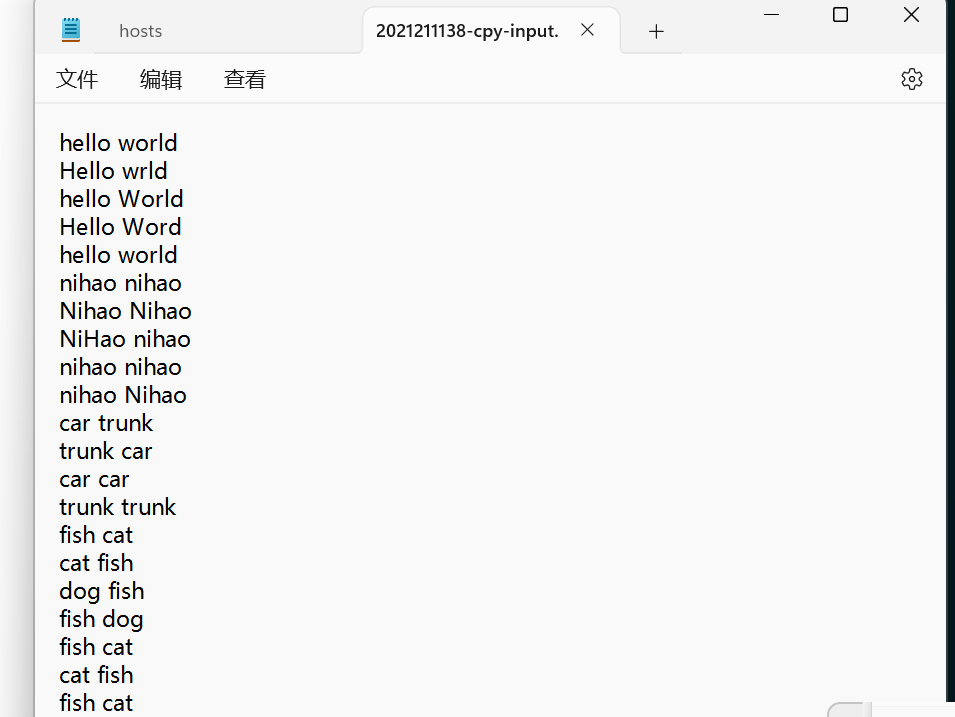 hosts
2021211138-cpy-input.
文件 编辑 查看
hello world
Hello wrld
hello World
Hello Word
hello world
nihao nihao
Nihao Nihao
NiHao nihao
nihao nihao
nihao Nihao
car trunk
trunk car
car car
trunk trunk
fish cat
cat fish
dog fish
fish dog
fish cat
cat fish
fish cat